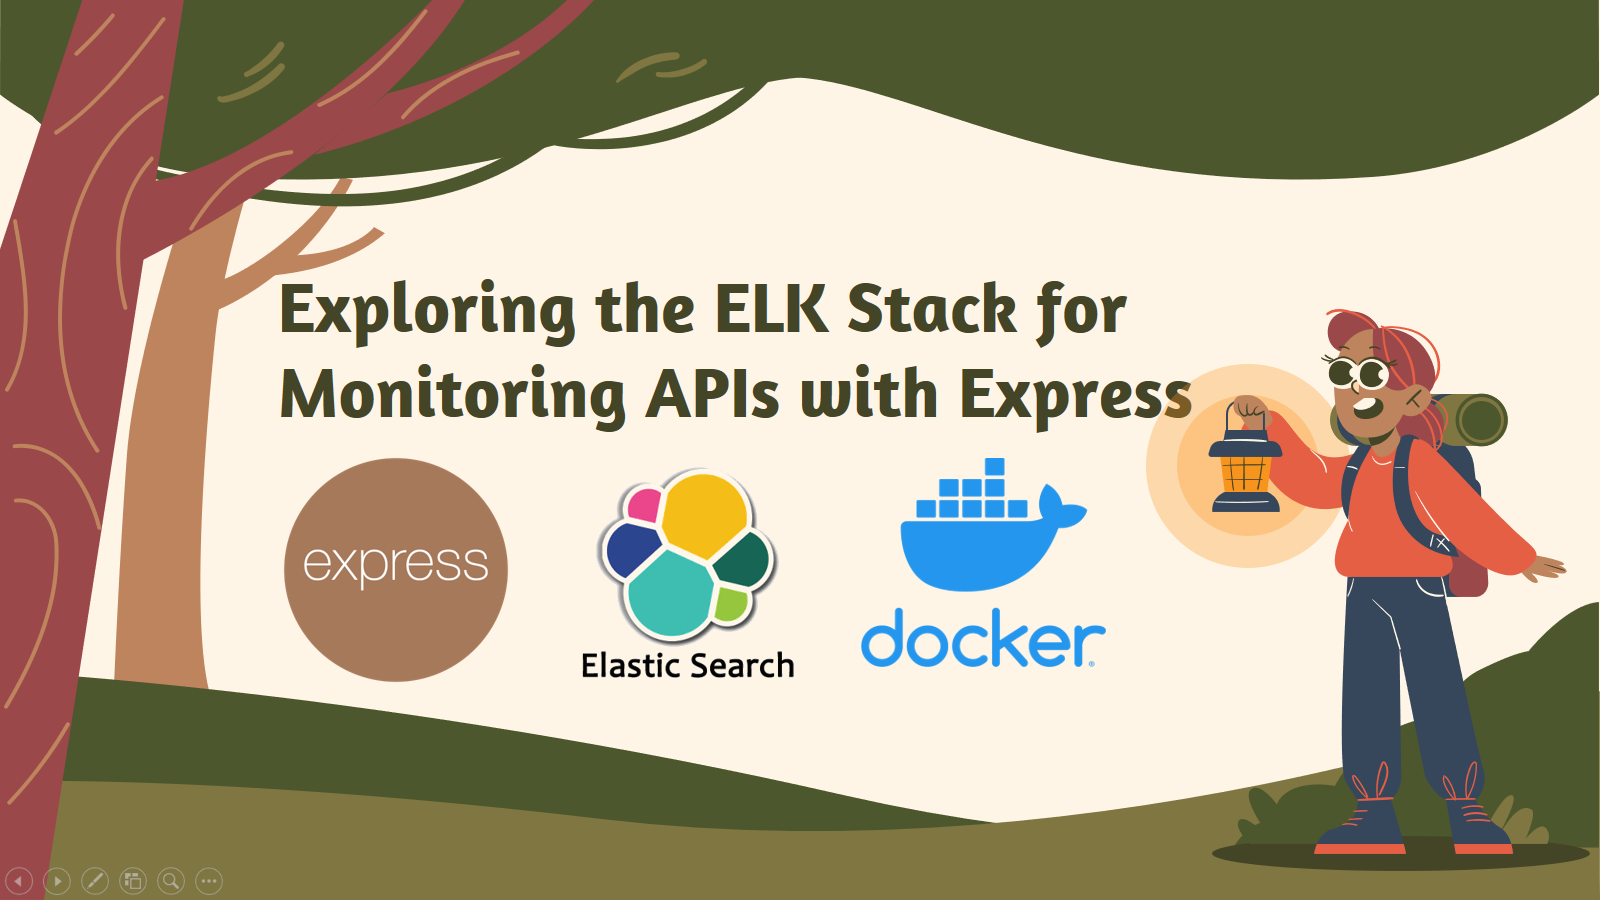 Exploring the ELK Stack for
Monitoring APIs with Express
express
Elastic Search
docker®